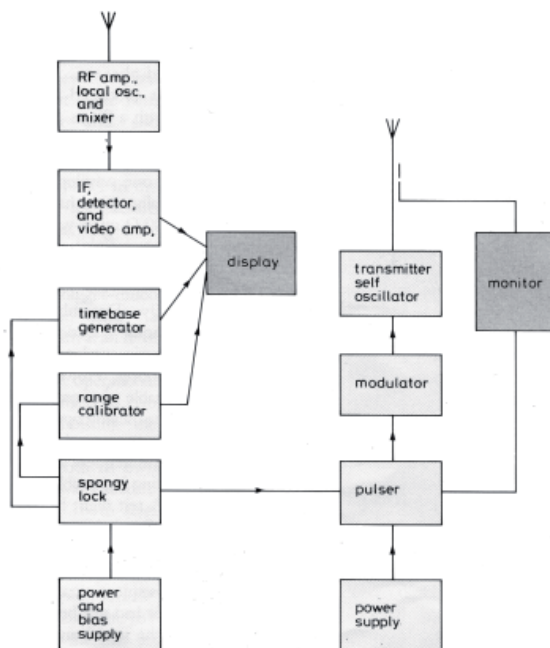 RF amp.,
local osc.,
and
mixer
IF,
detector,
and
video amp,
display
timebase
generator
range
calibrator
spongy
lock
power
and
bias
supply
transmitter
self
oscillator
monitor
modulator
pulser
power
supply